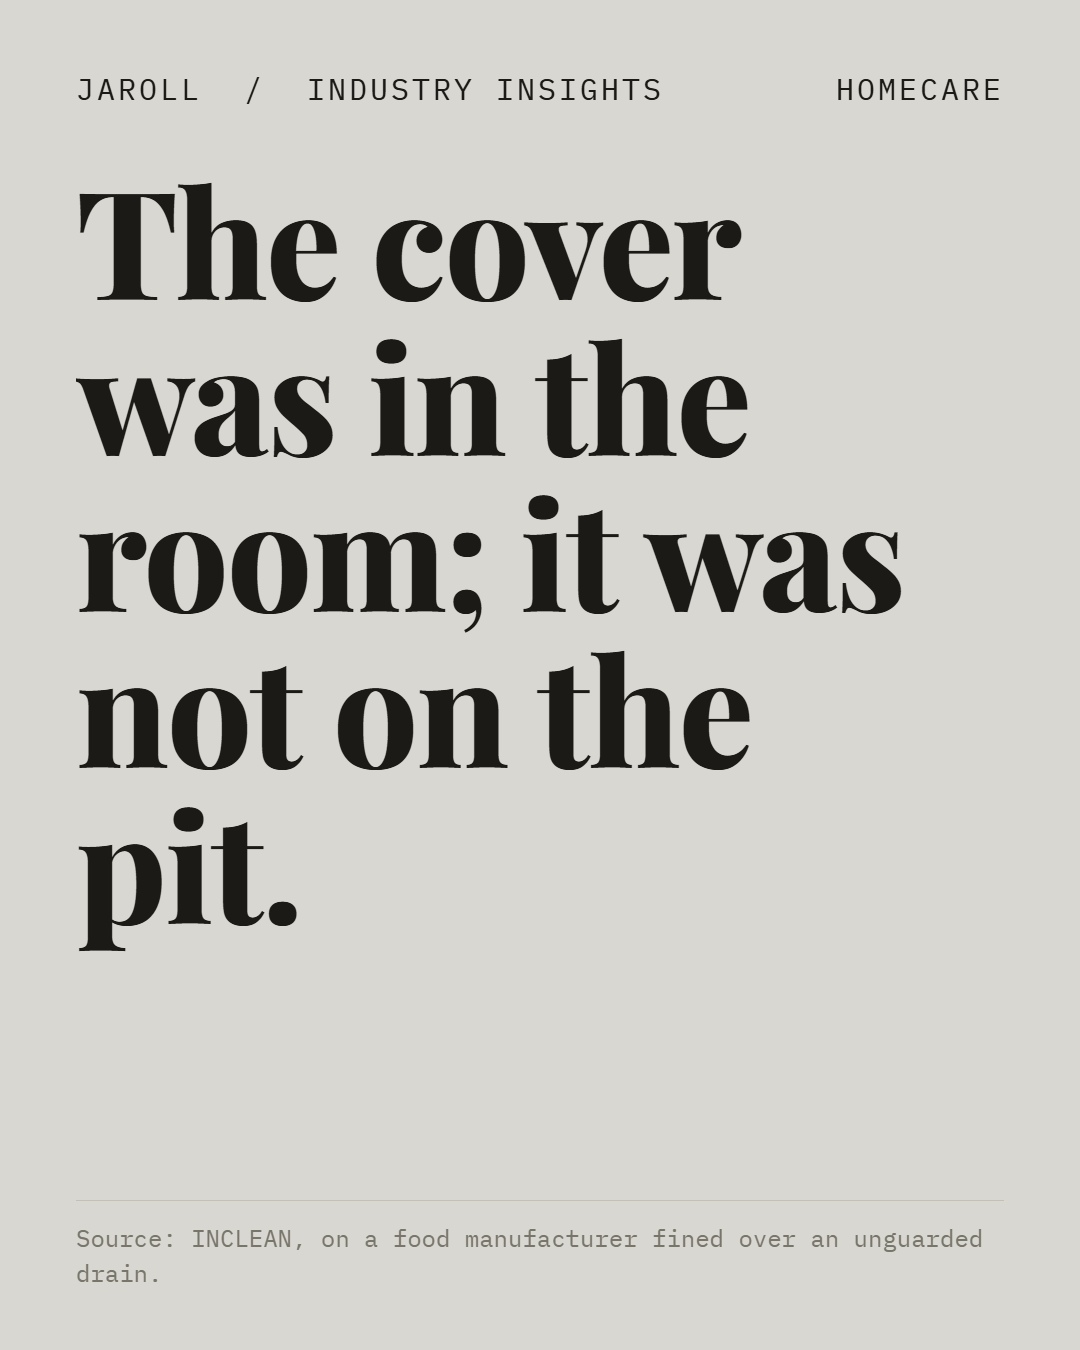 JAROLL / INDUSTRY INSIGHTS HOMECARE
The cover
was in the
room; it was
not on the
pit.
Source: INCLEAN, on a food manufacturer fined over an unguarded
drain.